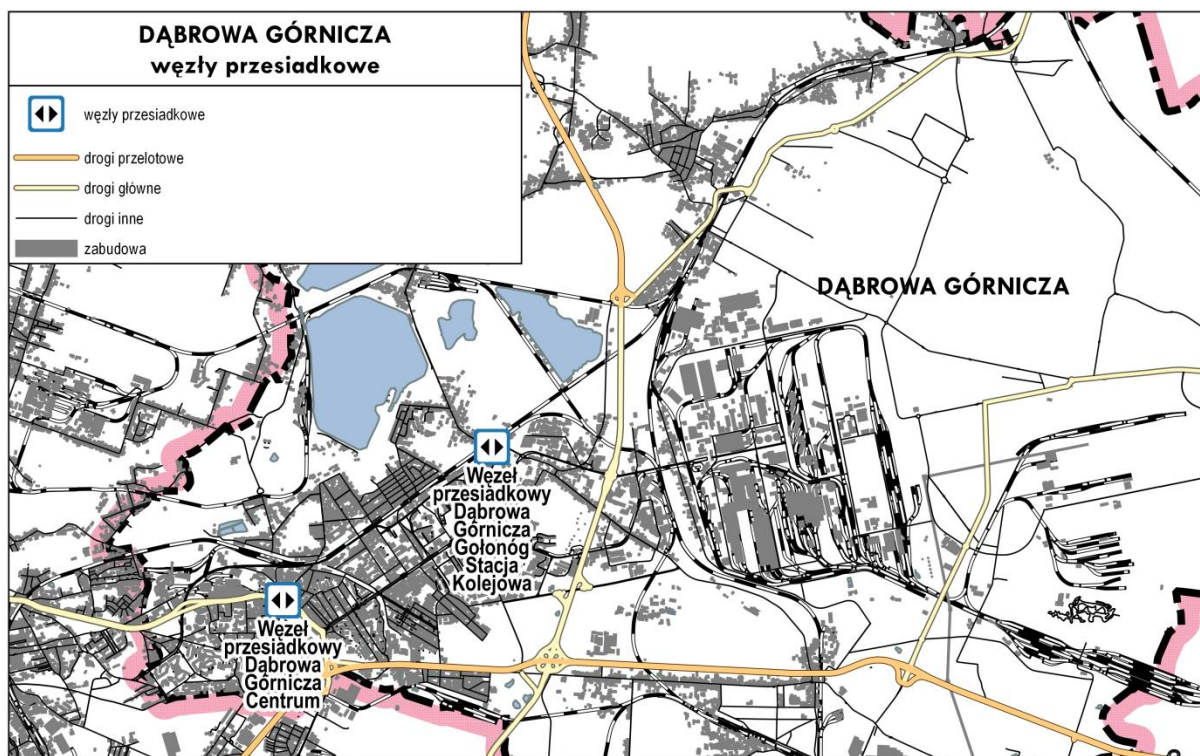 DĄBROWA GÓRNICZA
węzły przesiadkowe
węzły przesiadkowe
drogi przelotowe
drogi główne
drogi inne
zabudowa
DĄBROWA GÓRNICZA
Węzeł
przesiadkowy
Dąbrowa
Górnicza
Gołonóg
Stacja
Kolejowa
Węzeł
przesiadkowy
Dąbrowa
Górnicza
Centrum